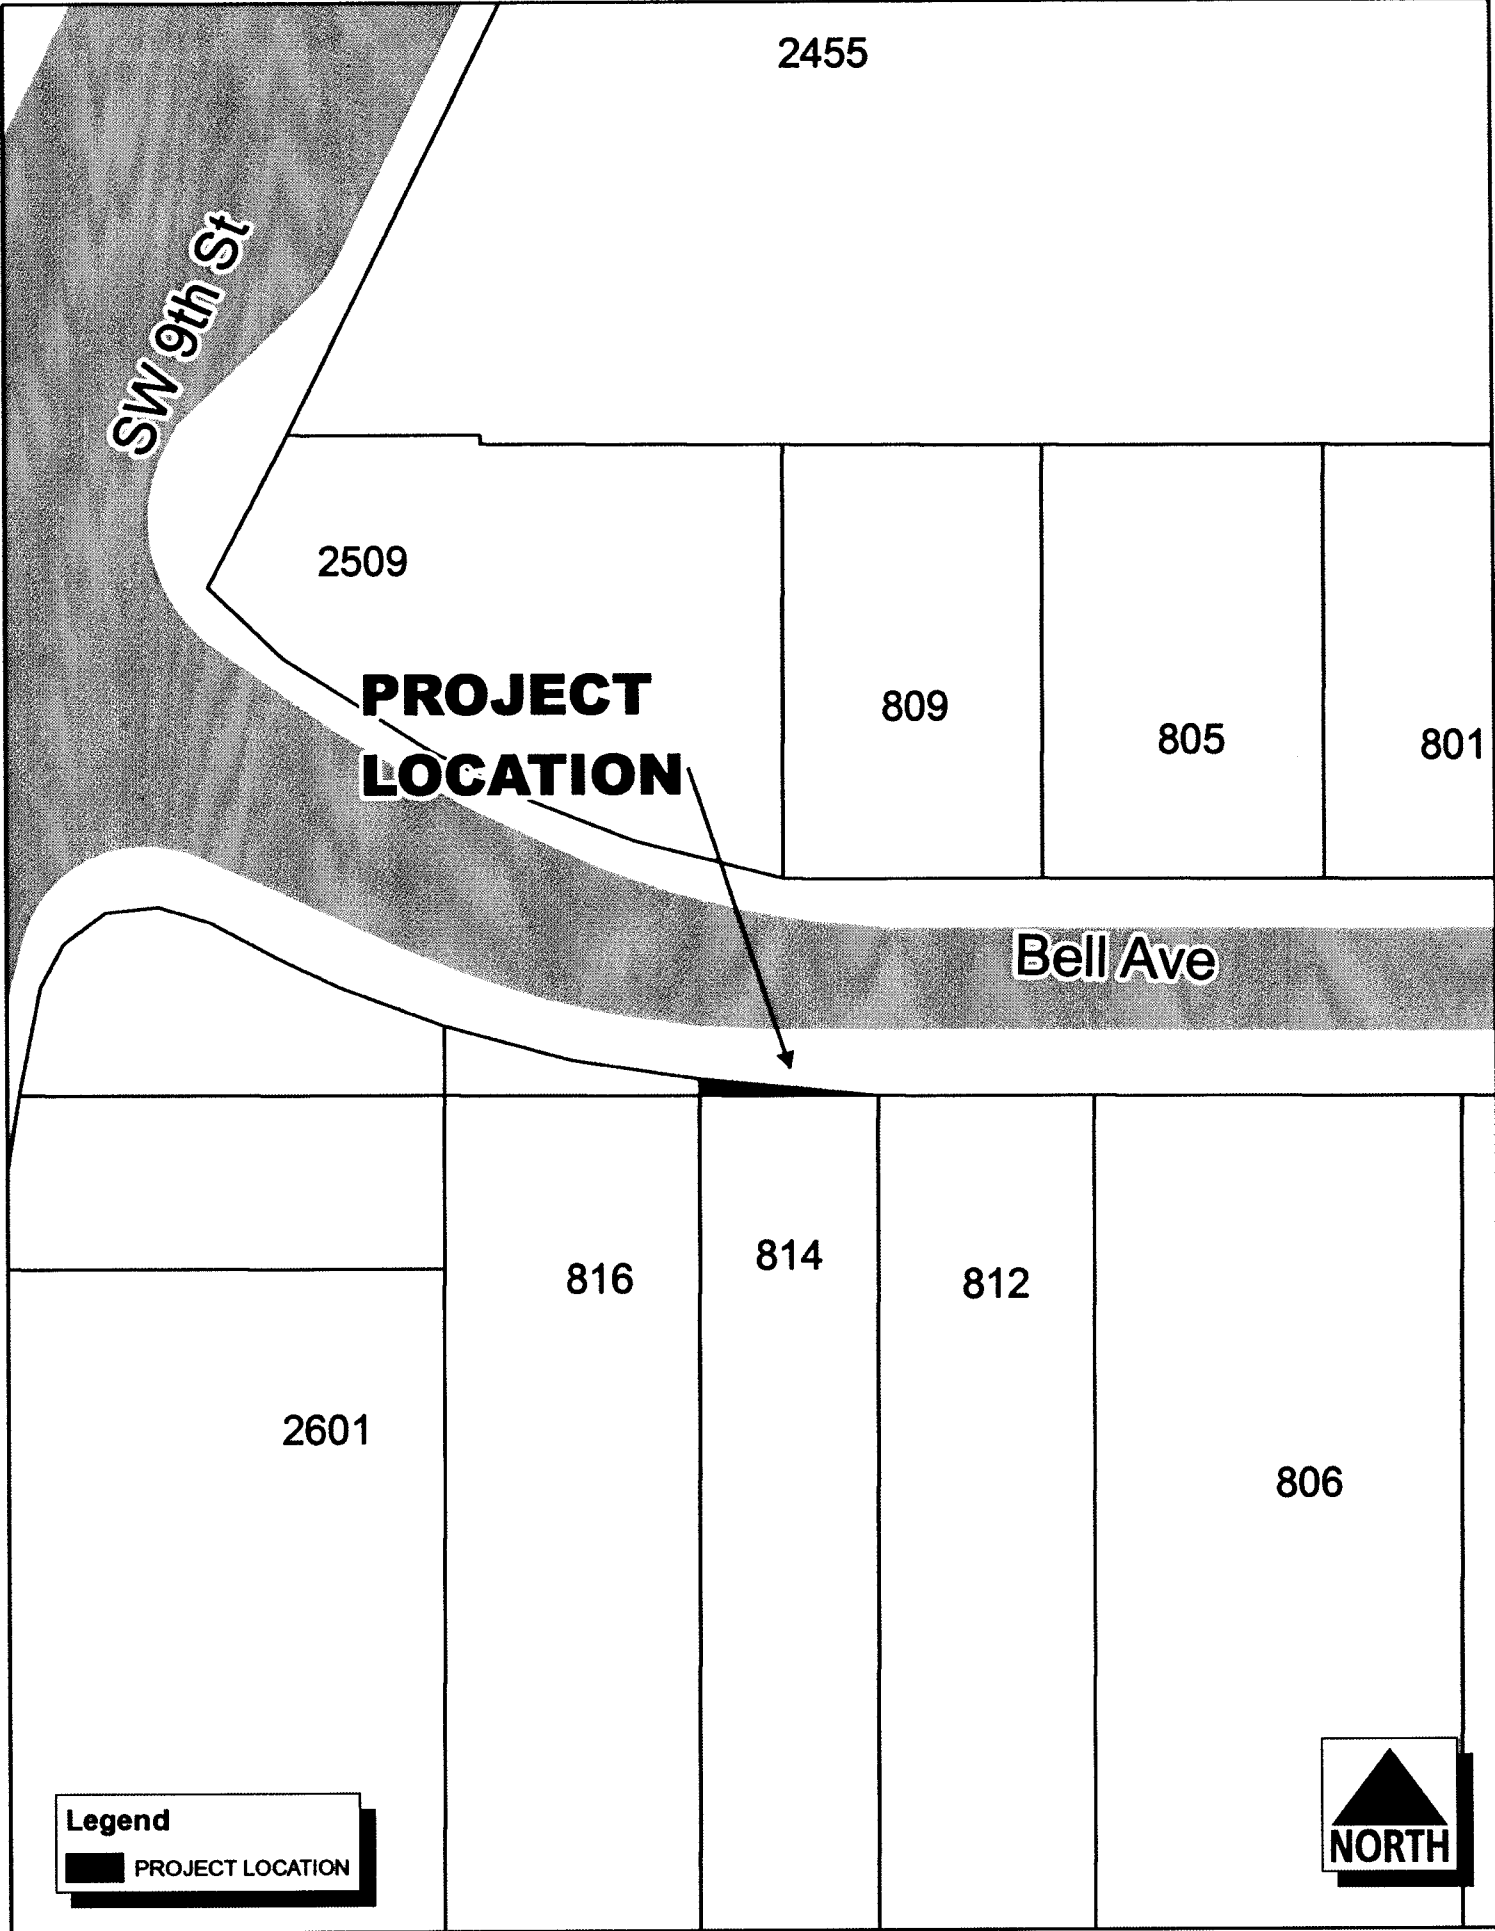 2455
SW 9th St
2509
PROJECT
LOCATION
809
805
801
Bell Ave
816
814
812
2601
806
Legend
PROJECT LOCATION
NORTH